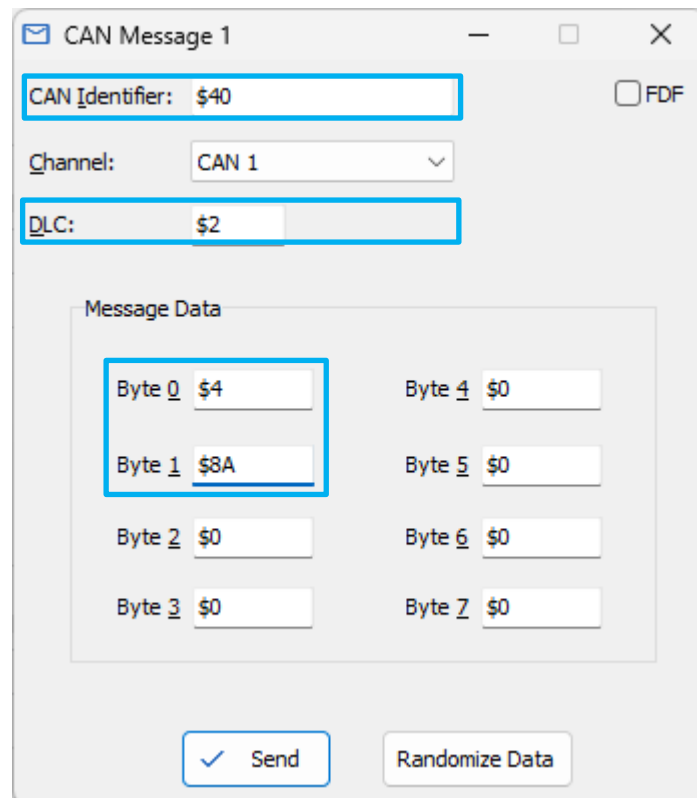 CAN Message 1
CAN Identifier: $40 FDF
Channel: CAN 1
DLC: $2
Message Data
Byte 0 $4 Byte 4 $0
Byte 1 $8A Byte 5 $0
Byte 2 $0 Byte 6 $0
Byte 3 $0 Byte 7 $0
Send Randomize Data